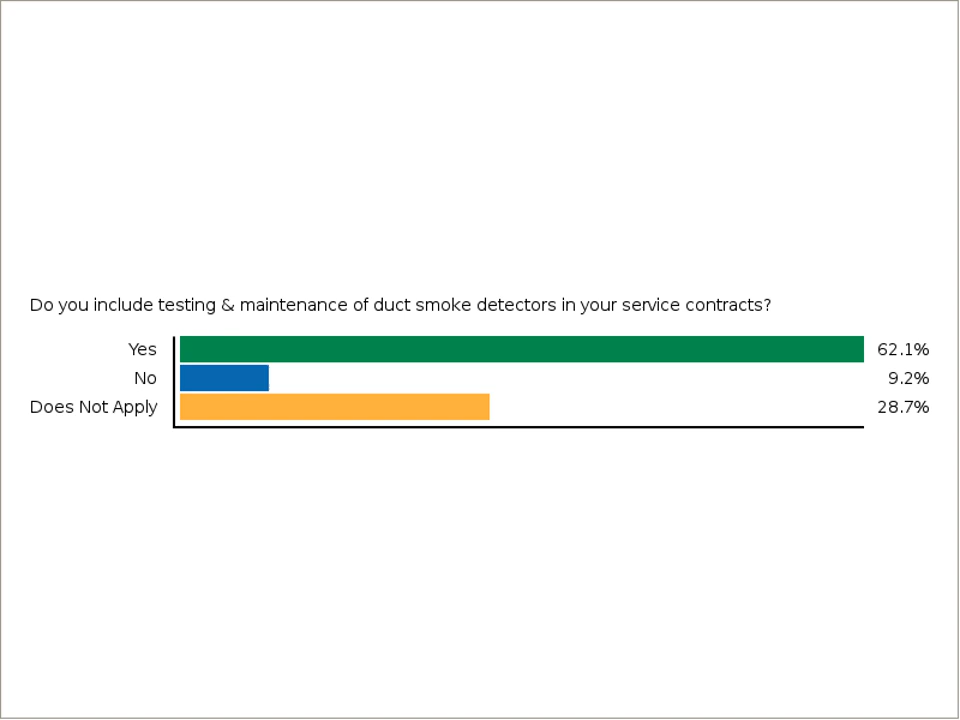 Do you include testing & maintenance of duct smoke detectors in your service contracts?
Yes 62.1%
No 9.2%
Does Not Apply 28.7%